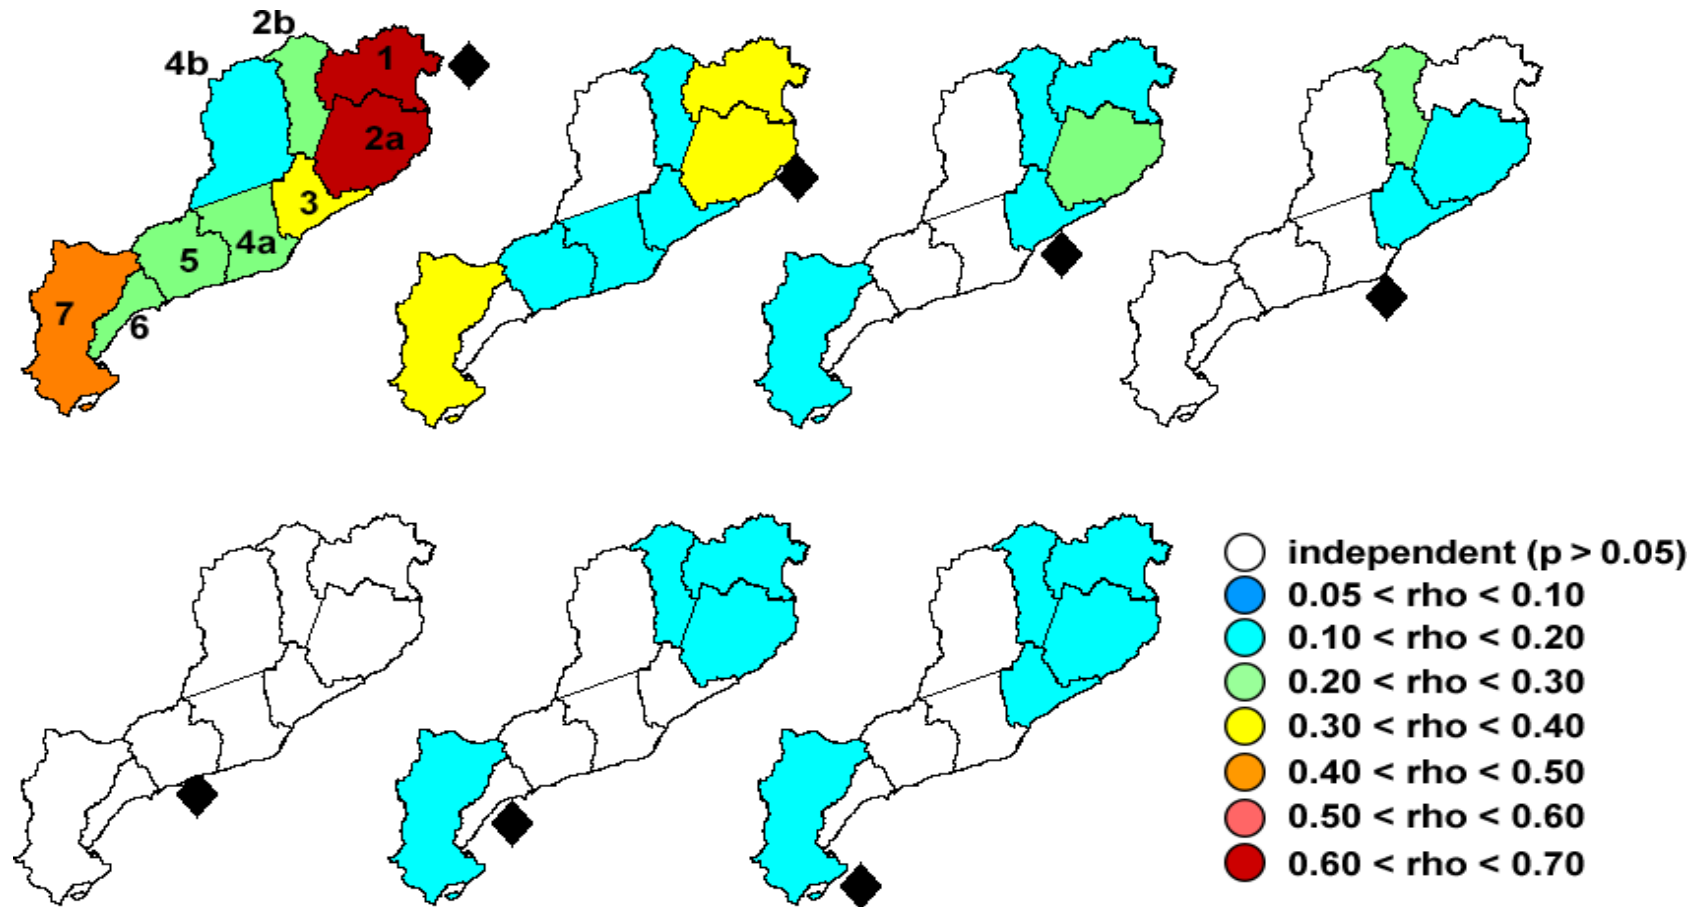 2b
4b
1
2a
3
4a
5
7
6
independent (p > 0.05)
0.05 < rho < 0.10
0.10 < rho < 0.20
0.20 < rho < 0.30
0.30 < rho < 0.40
0.40 < rho < 0.50
0.50 < rho < 0.60
0.60 < rho < 0.70